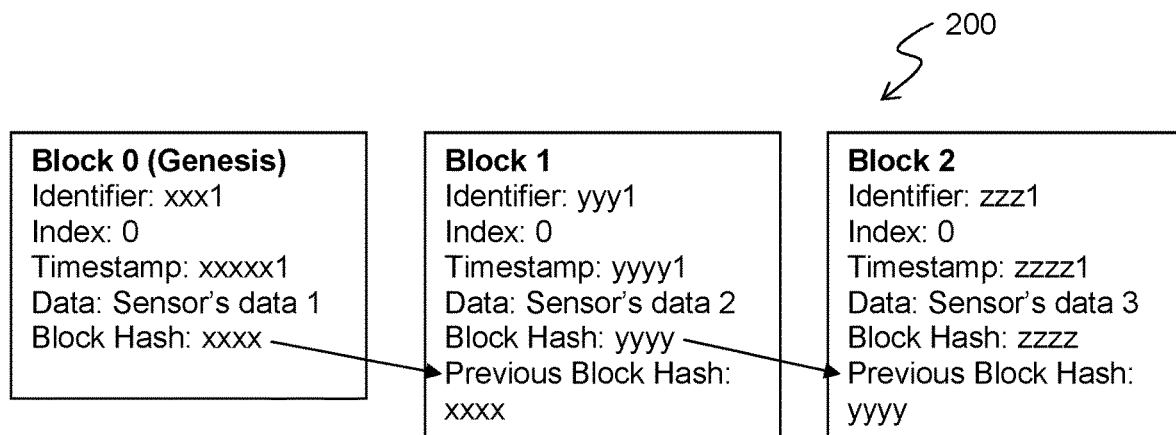 200
Block 0 (Genesis)
Identifier: xxx1
Index: 0
Timestamp: xxxxx1
Data: Sensor's data 1
Block Hash: xxxx
Block 1
Identifier: yyy1
Index: 0
Timestamp: yyyy1
Data: Sensor's data 2
Block Hash: yyyy
Previous Block Hash:
xxxx
Block 2
Identifier: zzz1
Index: 0
Timestamp: zzzz1
Data: Sensor's data 3
Block Hash: zzzz
Previous Block Hash:
yyyy